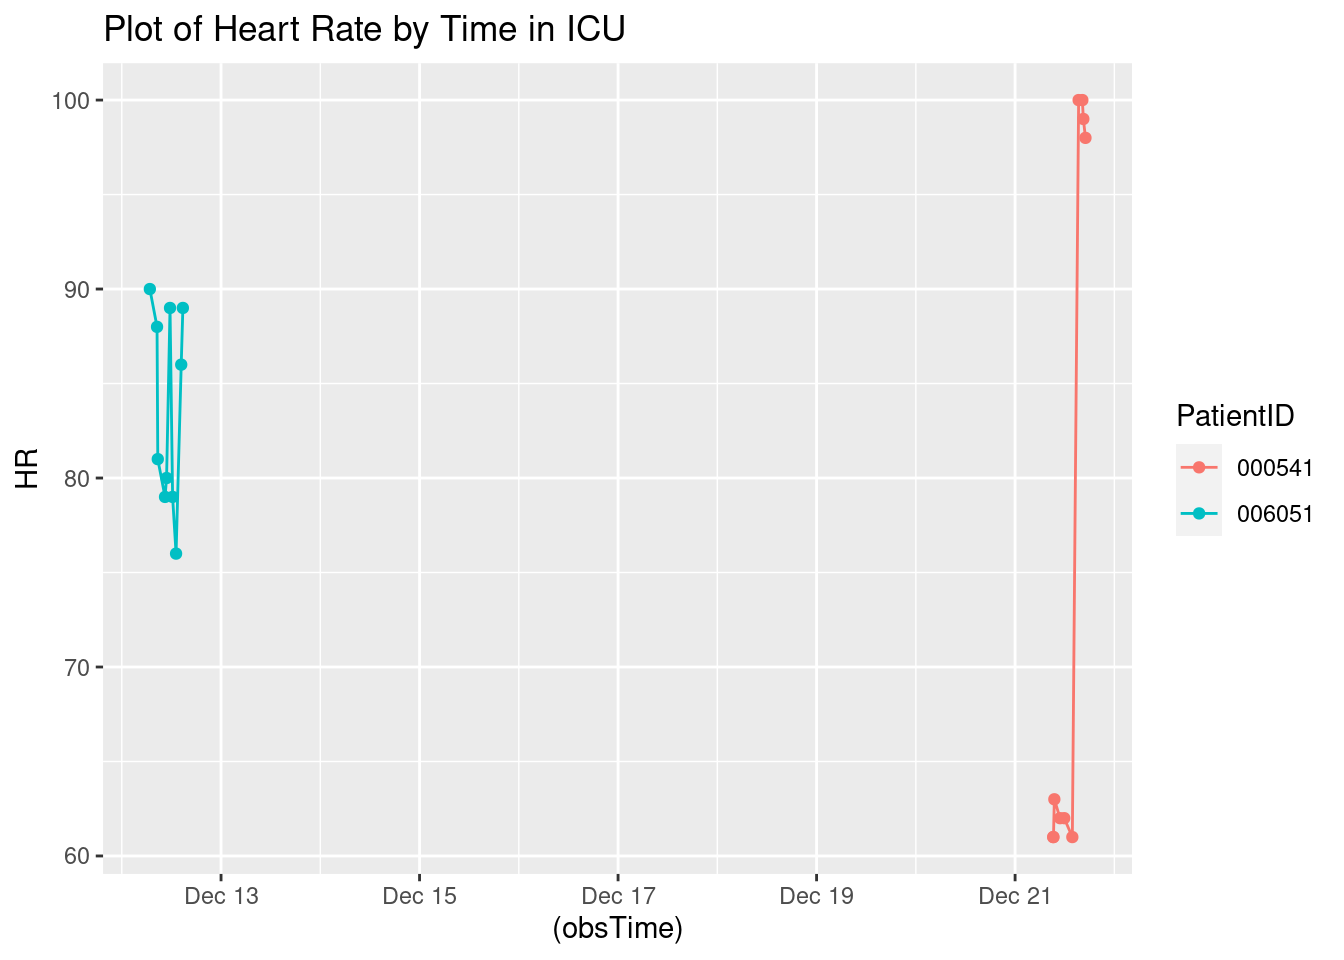 Plot of Heart Rate by Time in ICU
100
90
80
70
60
HR
Dec 13 Dec 15 Dec 17 Dec 19 Dec 21
(obsTime)
PatientID
000541
006051